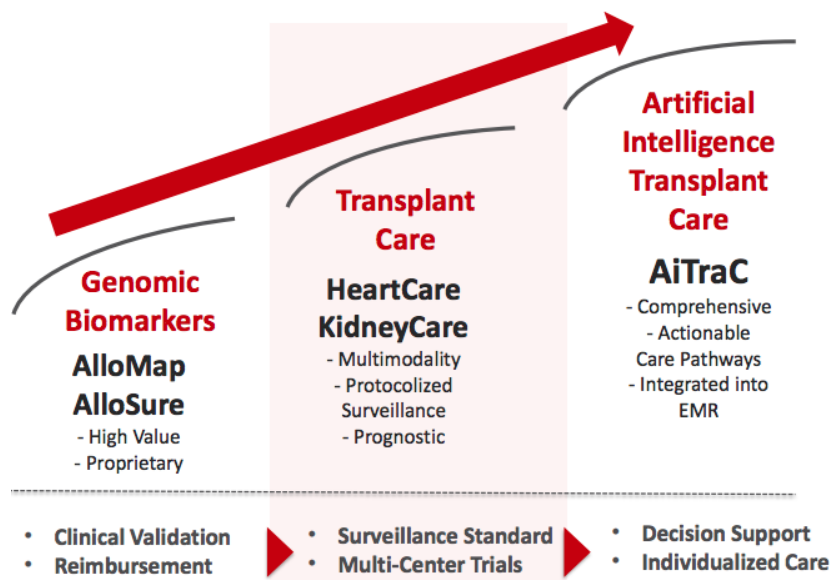 Genomic
Biomarkers
AlloMap
AlloSure
- High Value
- Proprietary
Transplant
Care
HeartCare
KidneyCare
- Multimodality
- Protocolized
Surveillance
- Prognostic
Artificial
Intelligence
Transplant
Care
AiTraC
- Comprehensive
- Actionable
Care Pathways
- Integrated into
EMR
• Clinical Validation
• Reimbursement
• Surveillance Standard
• Multi-Center Trials
• Decision Support
• Individualized Care